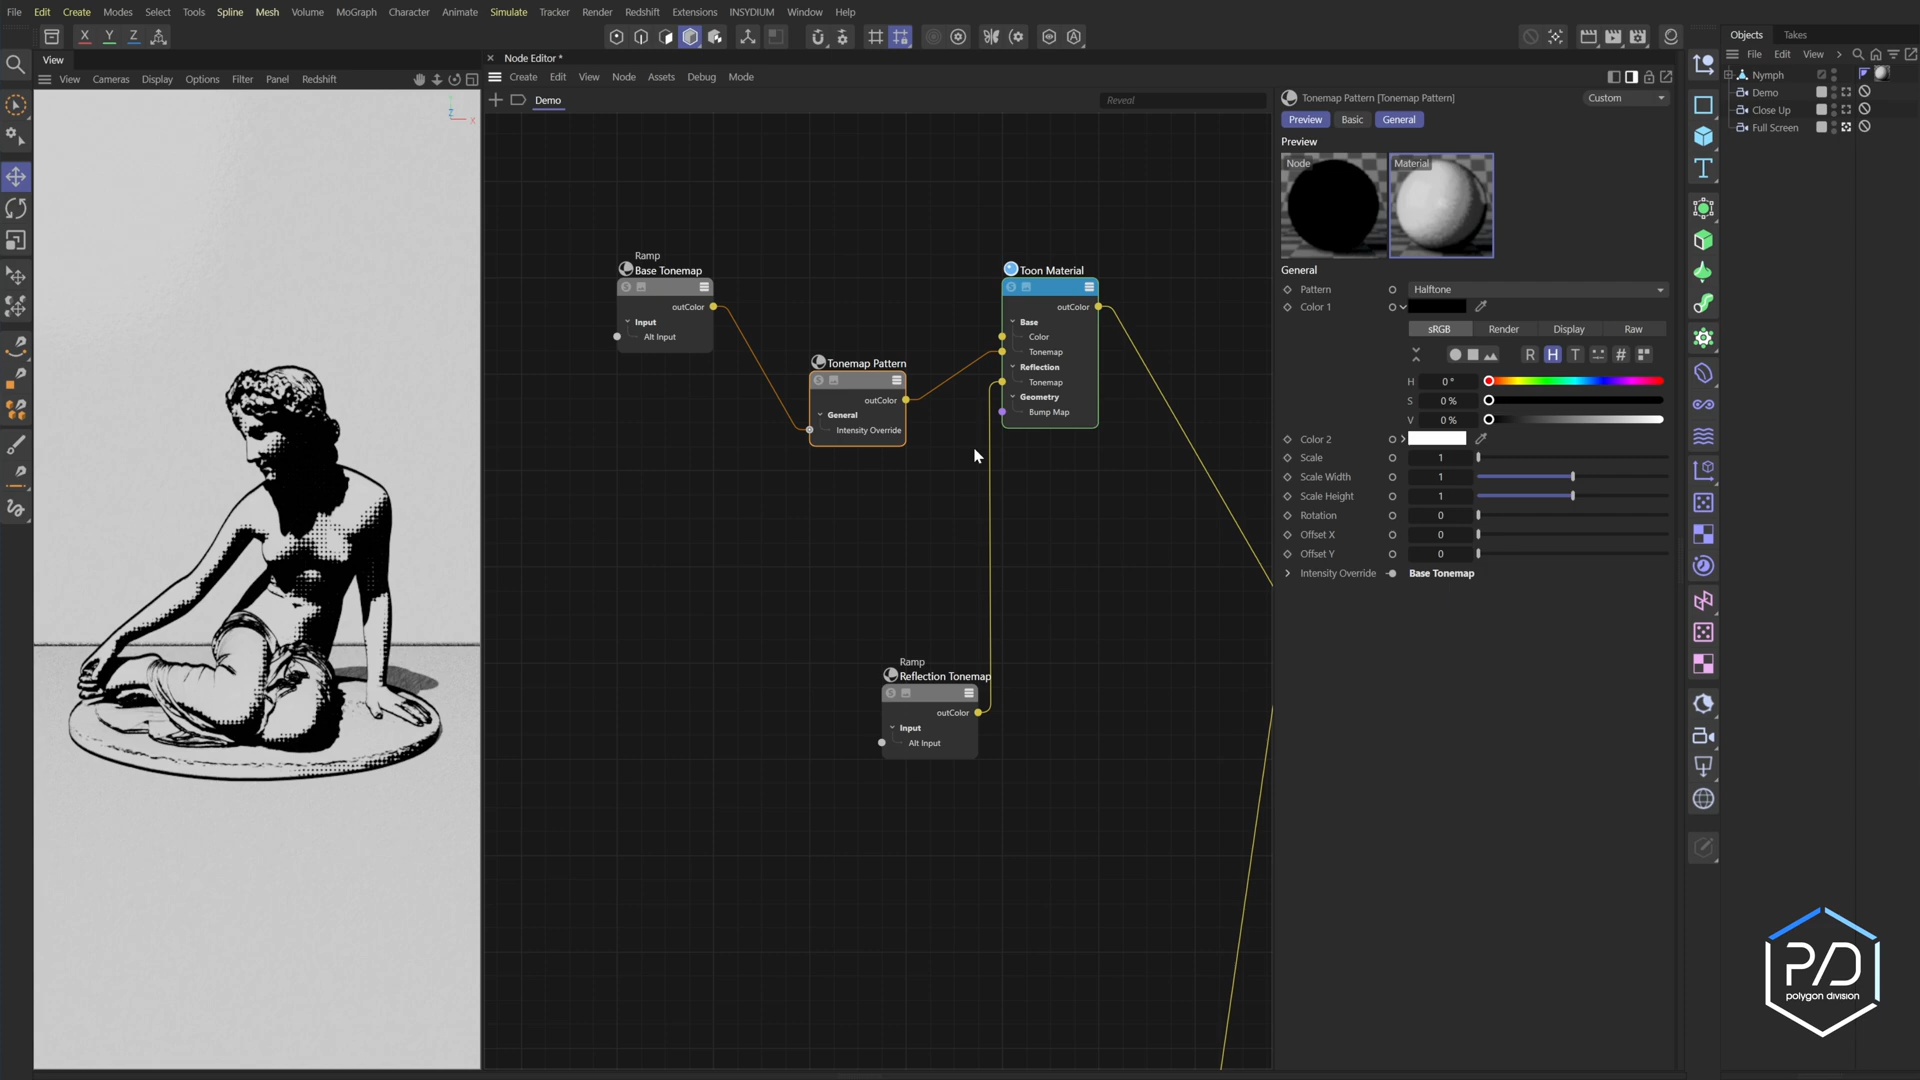 File Edit Create Modes Select Tools Spline Mesh Volume MoGraph Character Animate Simulate Tracker Render Redshift Extensions INSYDIUM Window Help
X Y Z
Objects Takes
File Edit View
View
View Cameras Display Options Filter Panel Redshift
Z
X
Node Editor *
Create Edit View Node Assets Debug Mode
Demo
Reveal
Ramp
Base Tonemap
outColor
Input
Alt Input
Tonemap Pattern
outColor
General
Intensity Override
Toon Material
outColor
Base
Color
Tonemap
Reflection
Tonemap
Geometry
Bump Map
Ramp
Reflection Tonemap
outColor
Input
Alt Input
Tonemap Pattern [Tonemap Pattern]
Custom
Preview Basic General
Preview
Node
Material
General
Pattern Halftone
Color 1
sRGB Render Display Raw
R H T #
H 0 °
S 0 %
V 0 %
Color 2
Scale 1
Scale Width 1
Scale Height 1
Rotation 0
Offset X 0
Offset Y 0
Intensity Override Base Tonemap
Nymph
Demo
Close Up
Full Screen
P/D
polygon division